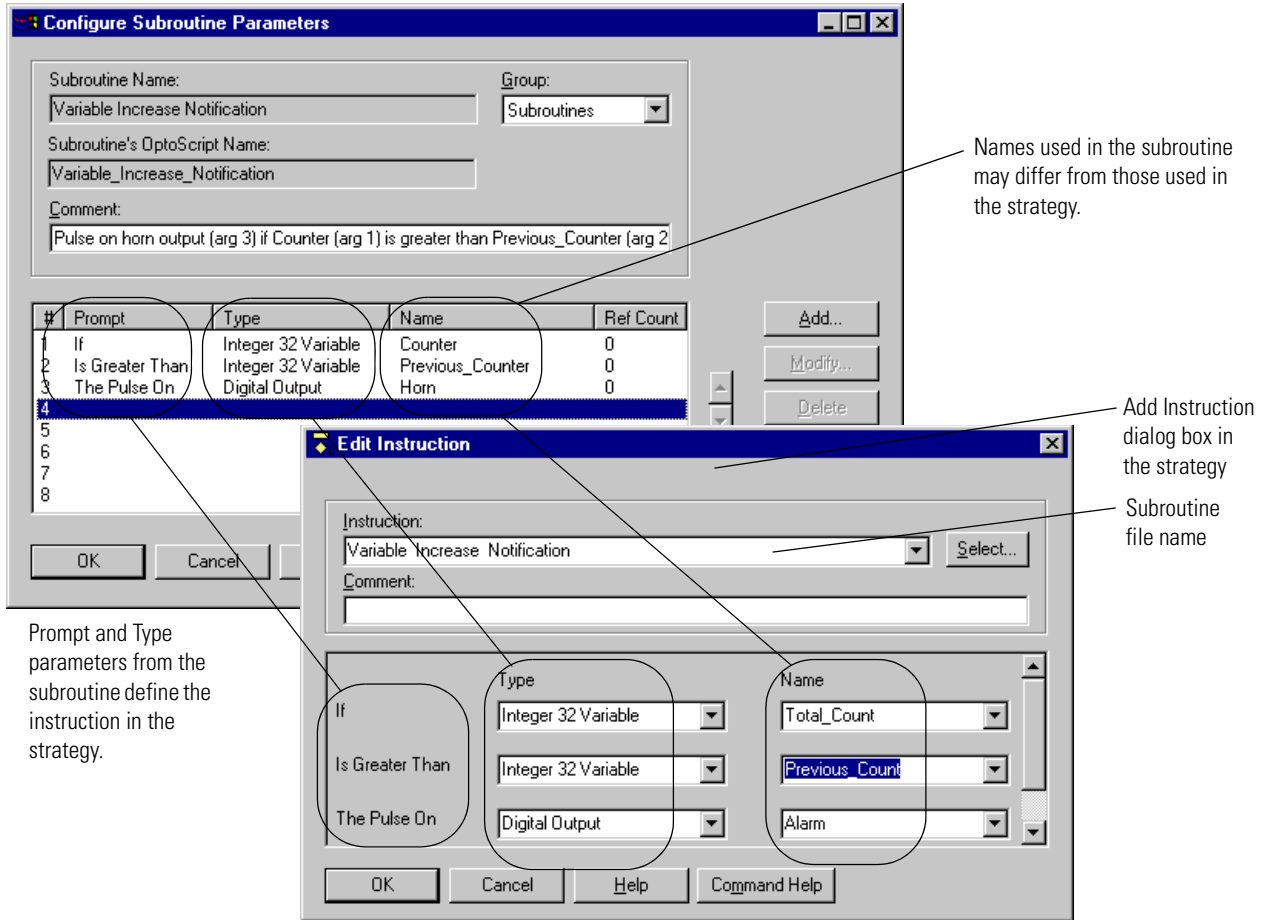 Configure Subroutine Parameters
Subroutine Name:
Group:
Variable Increase Notification
Subroutines
Subroutine's OptoScript Name:
Variable_Increase_Notification
Comment:
Pulse on horn output (arg 3) if Counter (arg 1) is greater than Previous_Counter (arg 2
Names used in the subroutine
may differ from those used in
the strategy.
# Prompt Type Name Ref Count
1 If Integer 32 Variable Counter 0
2 Is Greater Than Integer 32 Variable Previous_Counter 0
3 The Pulse On Digital Output Horn 0
4
5
6
7
8
Add...
Modify...
Delete
OK Cancel
Add Instruction
dialog box in
the strategy
Subroutine
file name
Edit Instruction
Instruction:
Variable_Increase_Notification
Select...
Comment:
Prompt and Type
parameters from the
subroutine define the
instruction in the
strategy.
Type Name
If Integer 32 Variable Total_Count
Is Greater Than Integer 32 Variable Previous_Count
The Pulse On Digital Output Alarm
OK Cancel Help Command Help